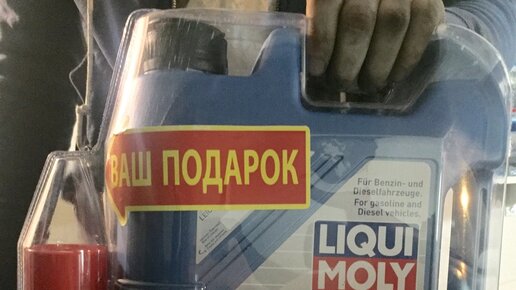 ВАШ ПОДАРОК
Für Benzin- und
Dieselfahrzeuge.
For gasoline and
Diesel vehicles.
LIQUI
MOLY